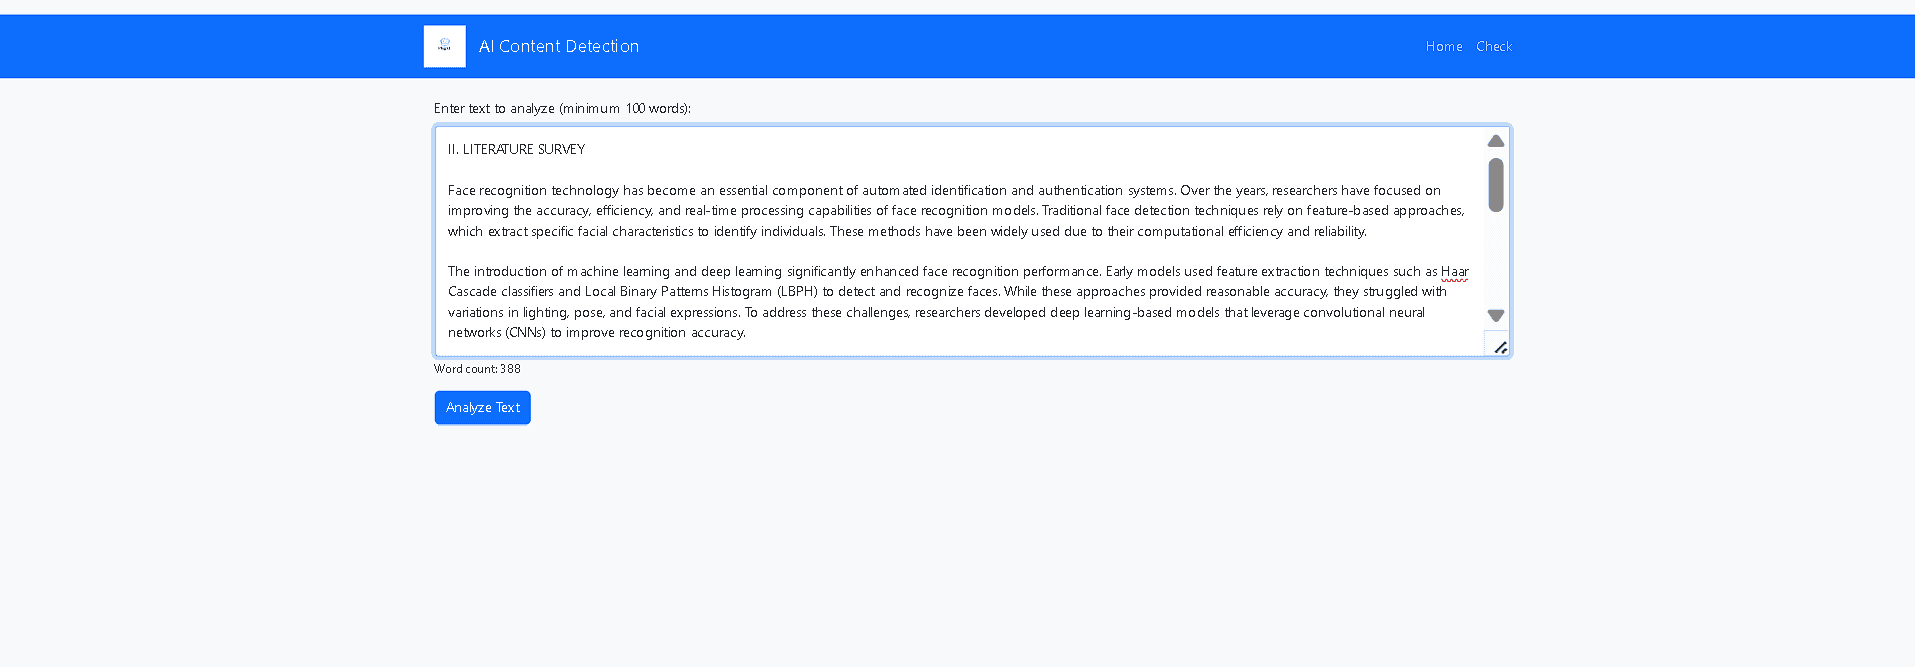 AI Content Detection
Home Check
Enter text to analyze (minimum 100 words):
II. LITERATURE SURVEY
Face recognition technology has become an essential component of automated identification and authentication systems. Over the years, researchers have focused on
improving the accuracy, efficiency, and real-time processing capabilities of face recognition models. Traditional face detection techniques rely on feature-based approaches,
which extract specific facial characteristics to identify individuals. These methods have been widely used due to their computational efficiency and reliability.
The introduction of machine learning and deep learning significantly enhanced face recognition performance. Early models used feature extraction techniques such as Haar
Cascade classifiers and Local Binary Patterns Histogram (LBPH) to detect and recognize faces. While these approaches provided reasonable accuracy, they struggled with
variations in lighting, pose, and facial expressions. To address these challenges, researchers developed deep learning-based models that leverage convolutional neural
networks (CNNs) to improve recognition accuracy.
Word count: 388
Analyze Text